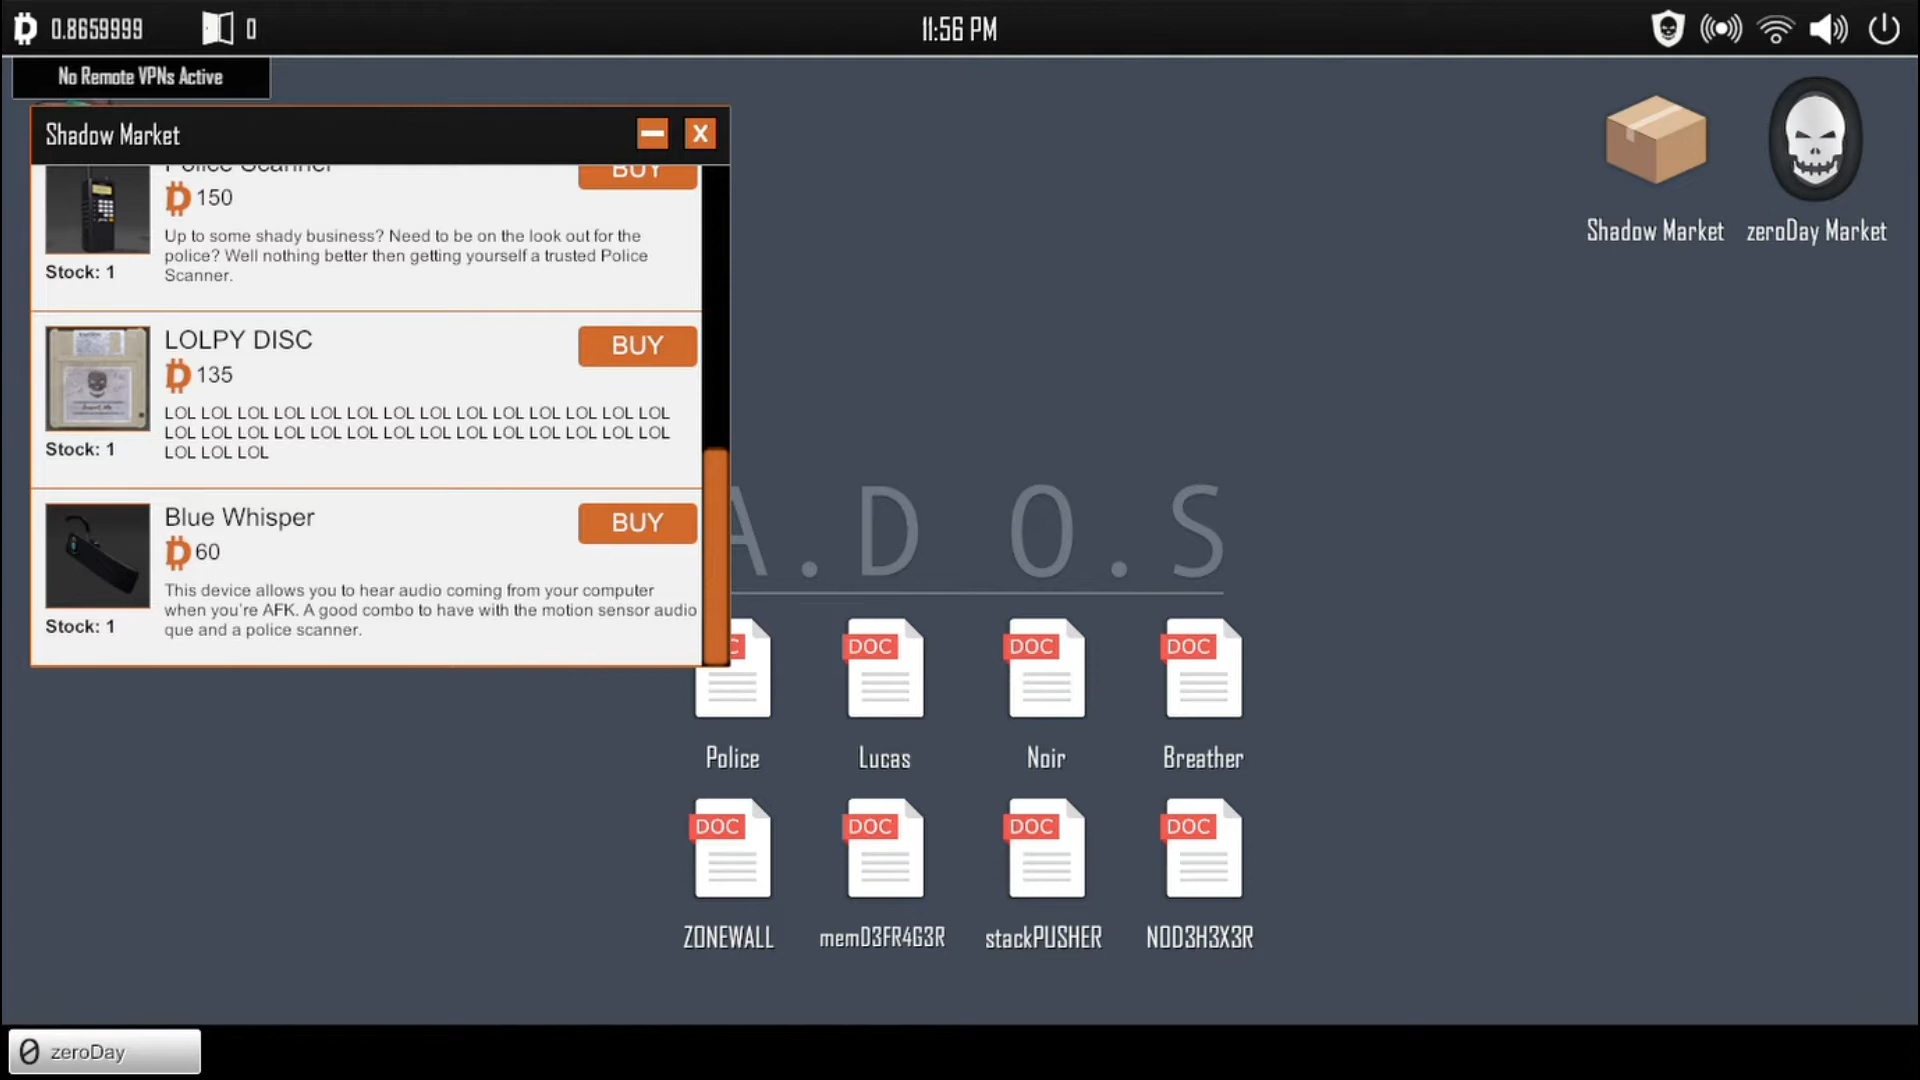 0.8659999
0
11:56 PM
No Remote VPNs Active
Shadow Market
X
Police Scanner
BUY
150
Up to some shady business? Need to be on the look out for the
police? Well nothing better then getting yourself a trusted Police
Scanner.
Stock: 1
LOLPY DISC
BUY
135
LOL LOL LOL LOL LOL LOL LOL LOL LOL LOL LOL LOL LOL LOL
LOL LOL LOL LOL LOL LOL LOL LOL LOL LOL LOL LOL LOL LOL
LOL LOL LOL
Stock: 1
Blue Whisper
BUY
60
This device allows you to hear audio coming from your computer
when you're AFK. A good combo to have with the motion sensor audio
que and a police scanner.
Stock: 1
Shadow Market
zeroDay Market
A.D O.S
C
DOC
DOC
DOC
Police
Lucas
Noir
Breather
DOC
DOC
DOC
DOC
ZONEWALL
memD3FR4G3R
stackPUSHER
NOD3H3X3R
zeroDay